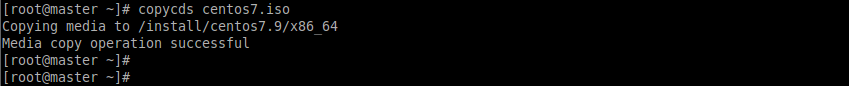 [root@master ~]# copycds centos7.iso
Copying media to /install/centos7.9/x86_64
Media copy operation successful
[root@master ~]#
[root@master ~]#